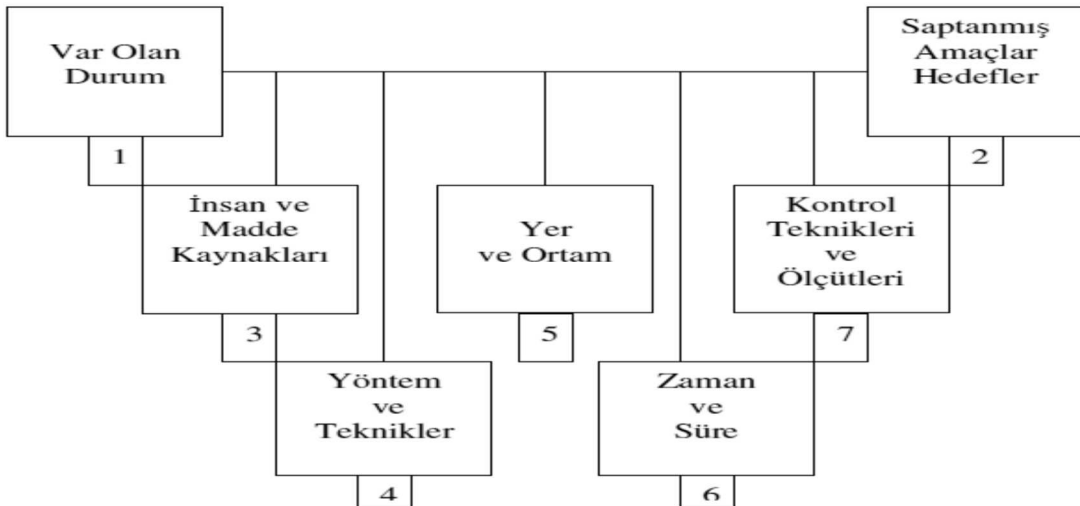 Var Olan
Durum
1
Saptanmış
Amaçlar
Hedefler
2
İnsan ve
Madde
Kaynakları
3
Yöntem
ve
Teknikler
4
Yer
ve Ortam
5
Zaman
ve
Süre
6
Kontrol
Teknikleri
ve
Ölçütleri
7